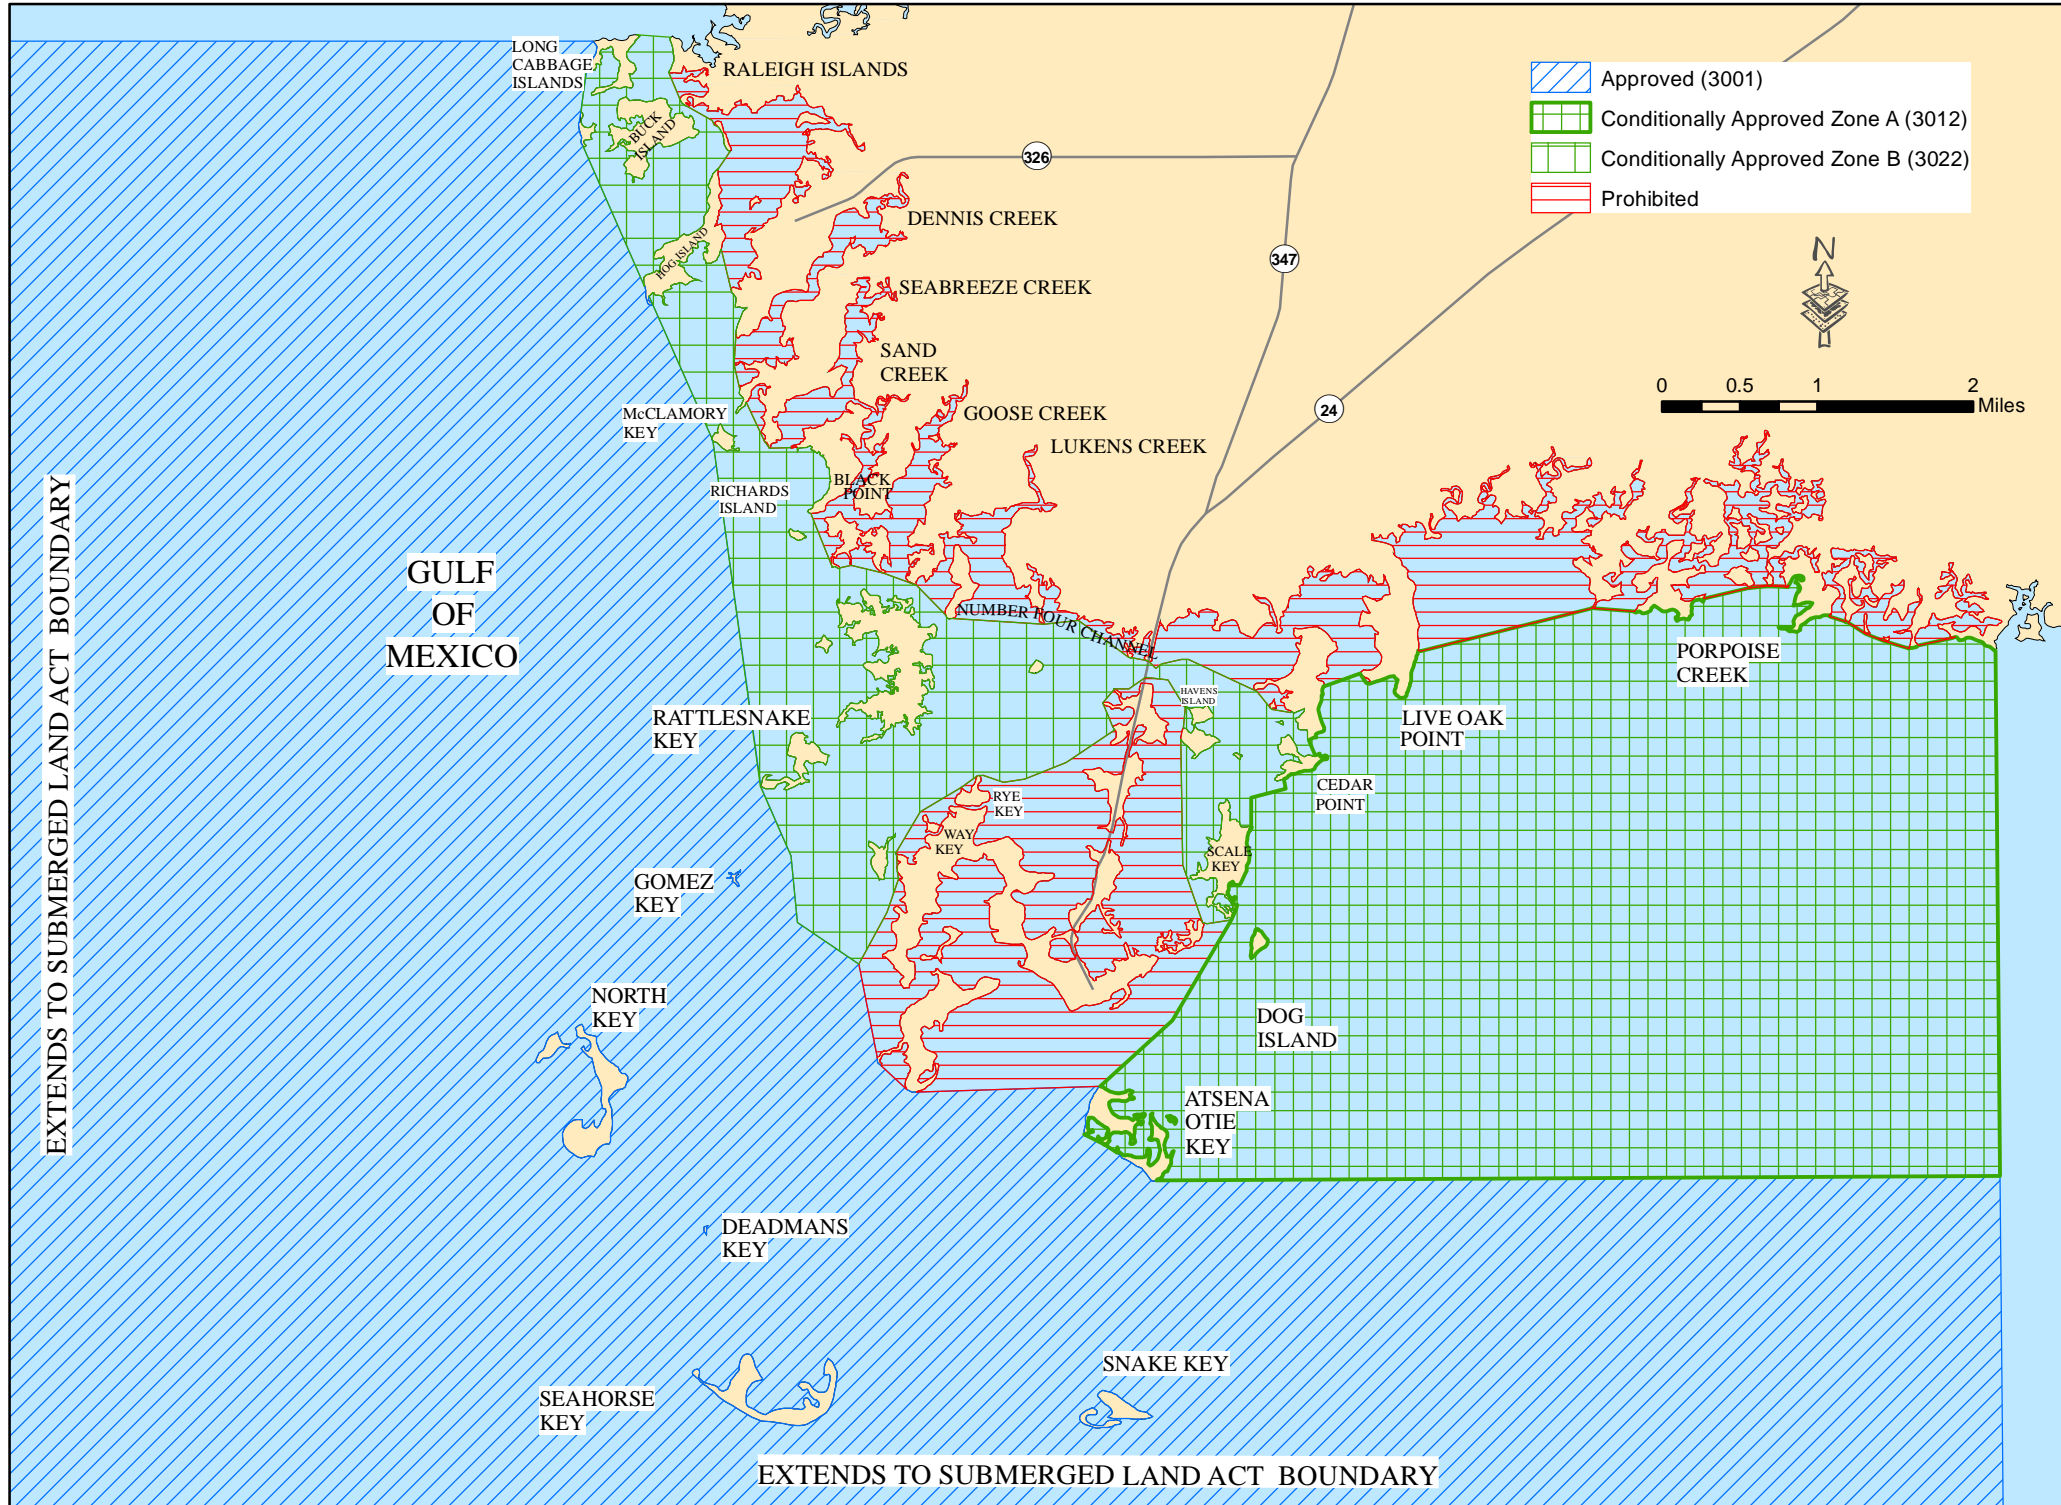 LONG
CABBAGE
ISLANDS
RALEIGH ISLANDS
BUCK
ISLAND
HOG ISLAND
326
347
24
DENNIS CREEK
SEABREEZE CREEK
SAND
CREEK
GOOSE CREEK
LUKENS CREEK
McCLAMORY
KEY
RICHARDS
ISLAND
BLACK
POINT
Approved (3001)
Conditionally Approved Zone A (3012)
Conditionally Approved Zone B (3022)
Prohibited
N
0 0.5 1 2
Miles
EXTENDS TO SUBMERGED LAND ACT BOUNDARY
GULF
OF
MEXICO
NUMBER FOUR CHANNEL
HAVENS
ISLAND
PORPOISE
CREEK
LIVE OAK
POINT
CEDAR
POINT
RATTLESNAKE
KEY
RYE
KEY
WAY
KEY
SCALE
KEY
GOMEZ
KEY
NORTH
KEY
DOG
ISLAND
ATSENA
OTIE
KEY
DEADMANS
KEY
SEAHORSE
KEY
SNAKE KEY
EXTENDS TO SUBMERGED LAND ACT BOUNDARY